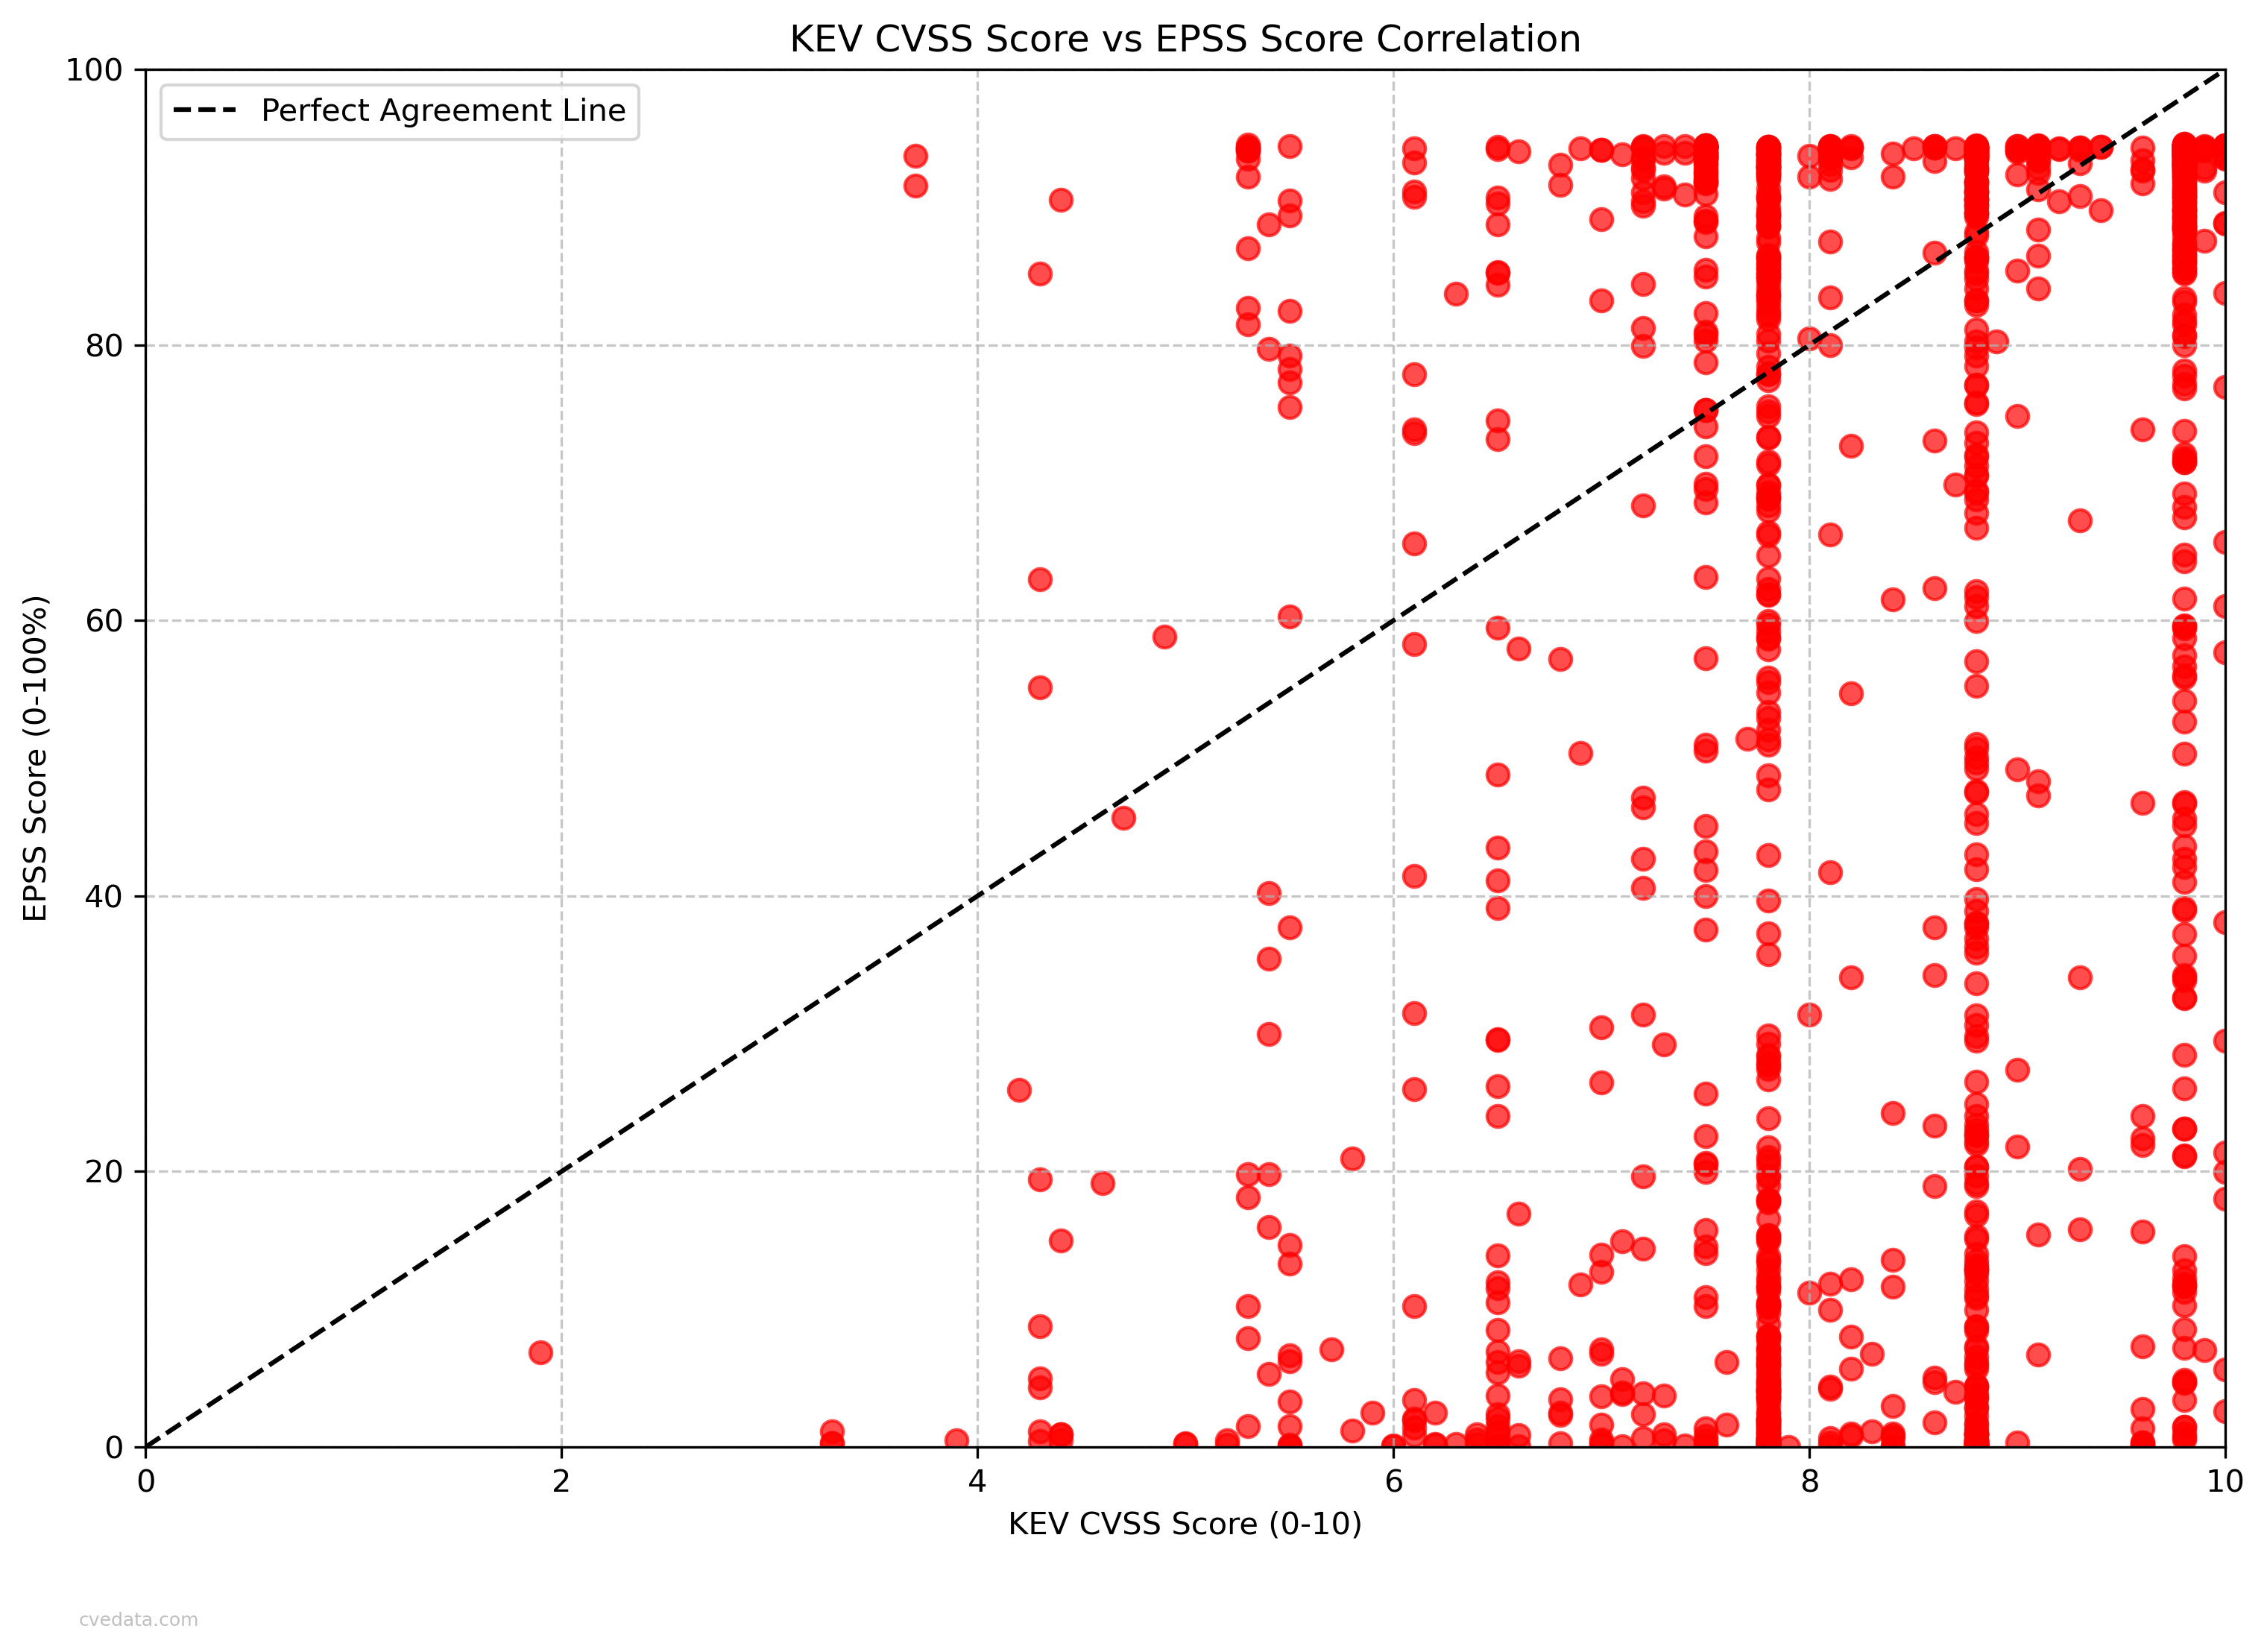 KEV CVSS Score vs EPSS Score Correlation
Perfect Agreement Line
100
80
60
40
20
0
EPSS Score (0-100%)
0 2 4 6 8 10
KEV CVSS Score (0-10)
cvedata.com